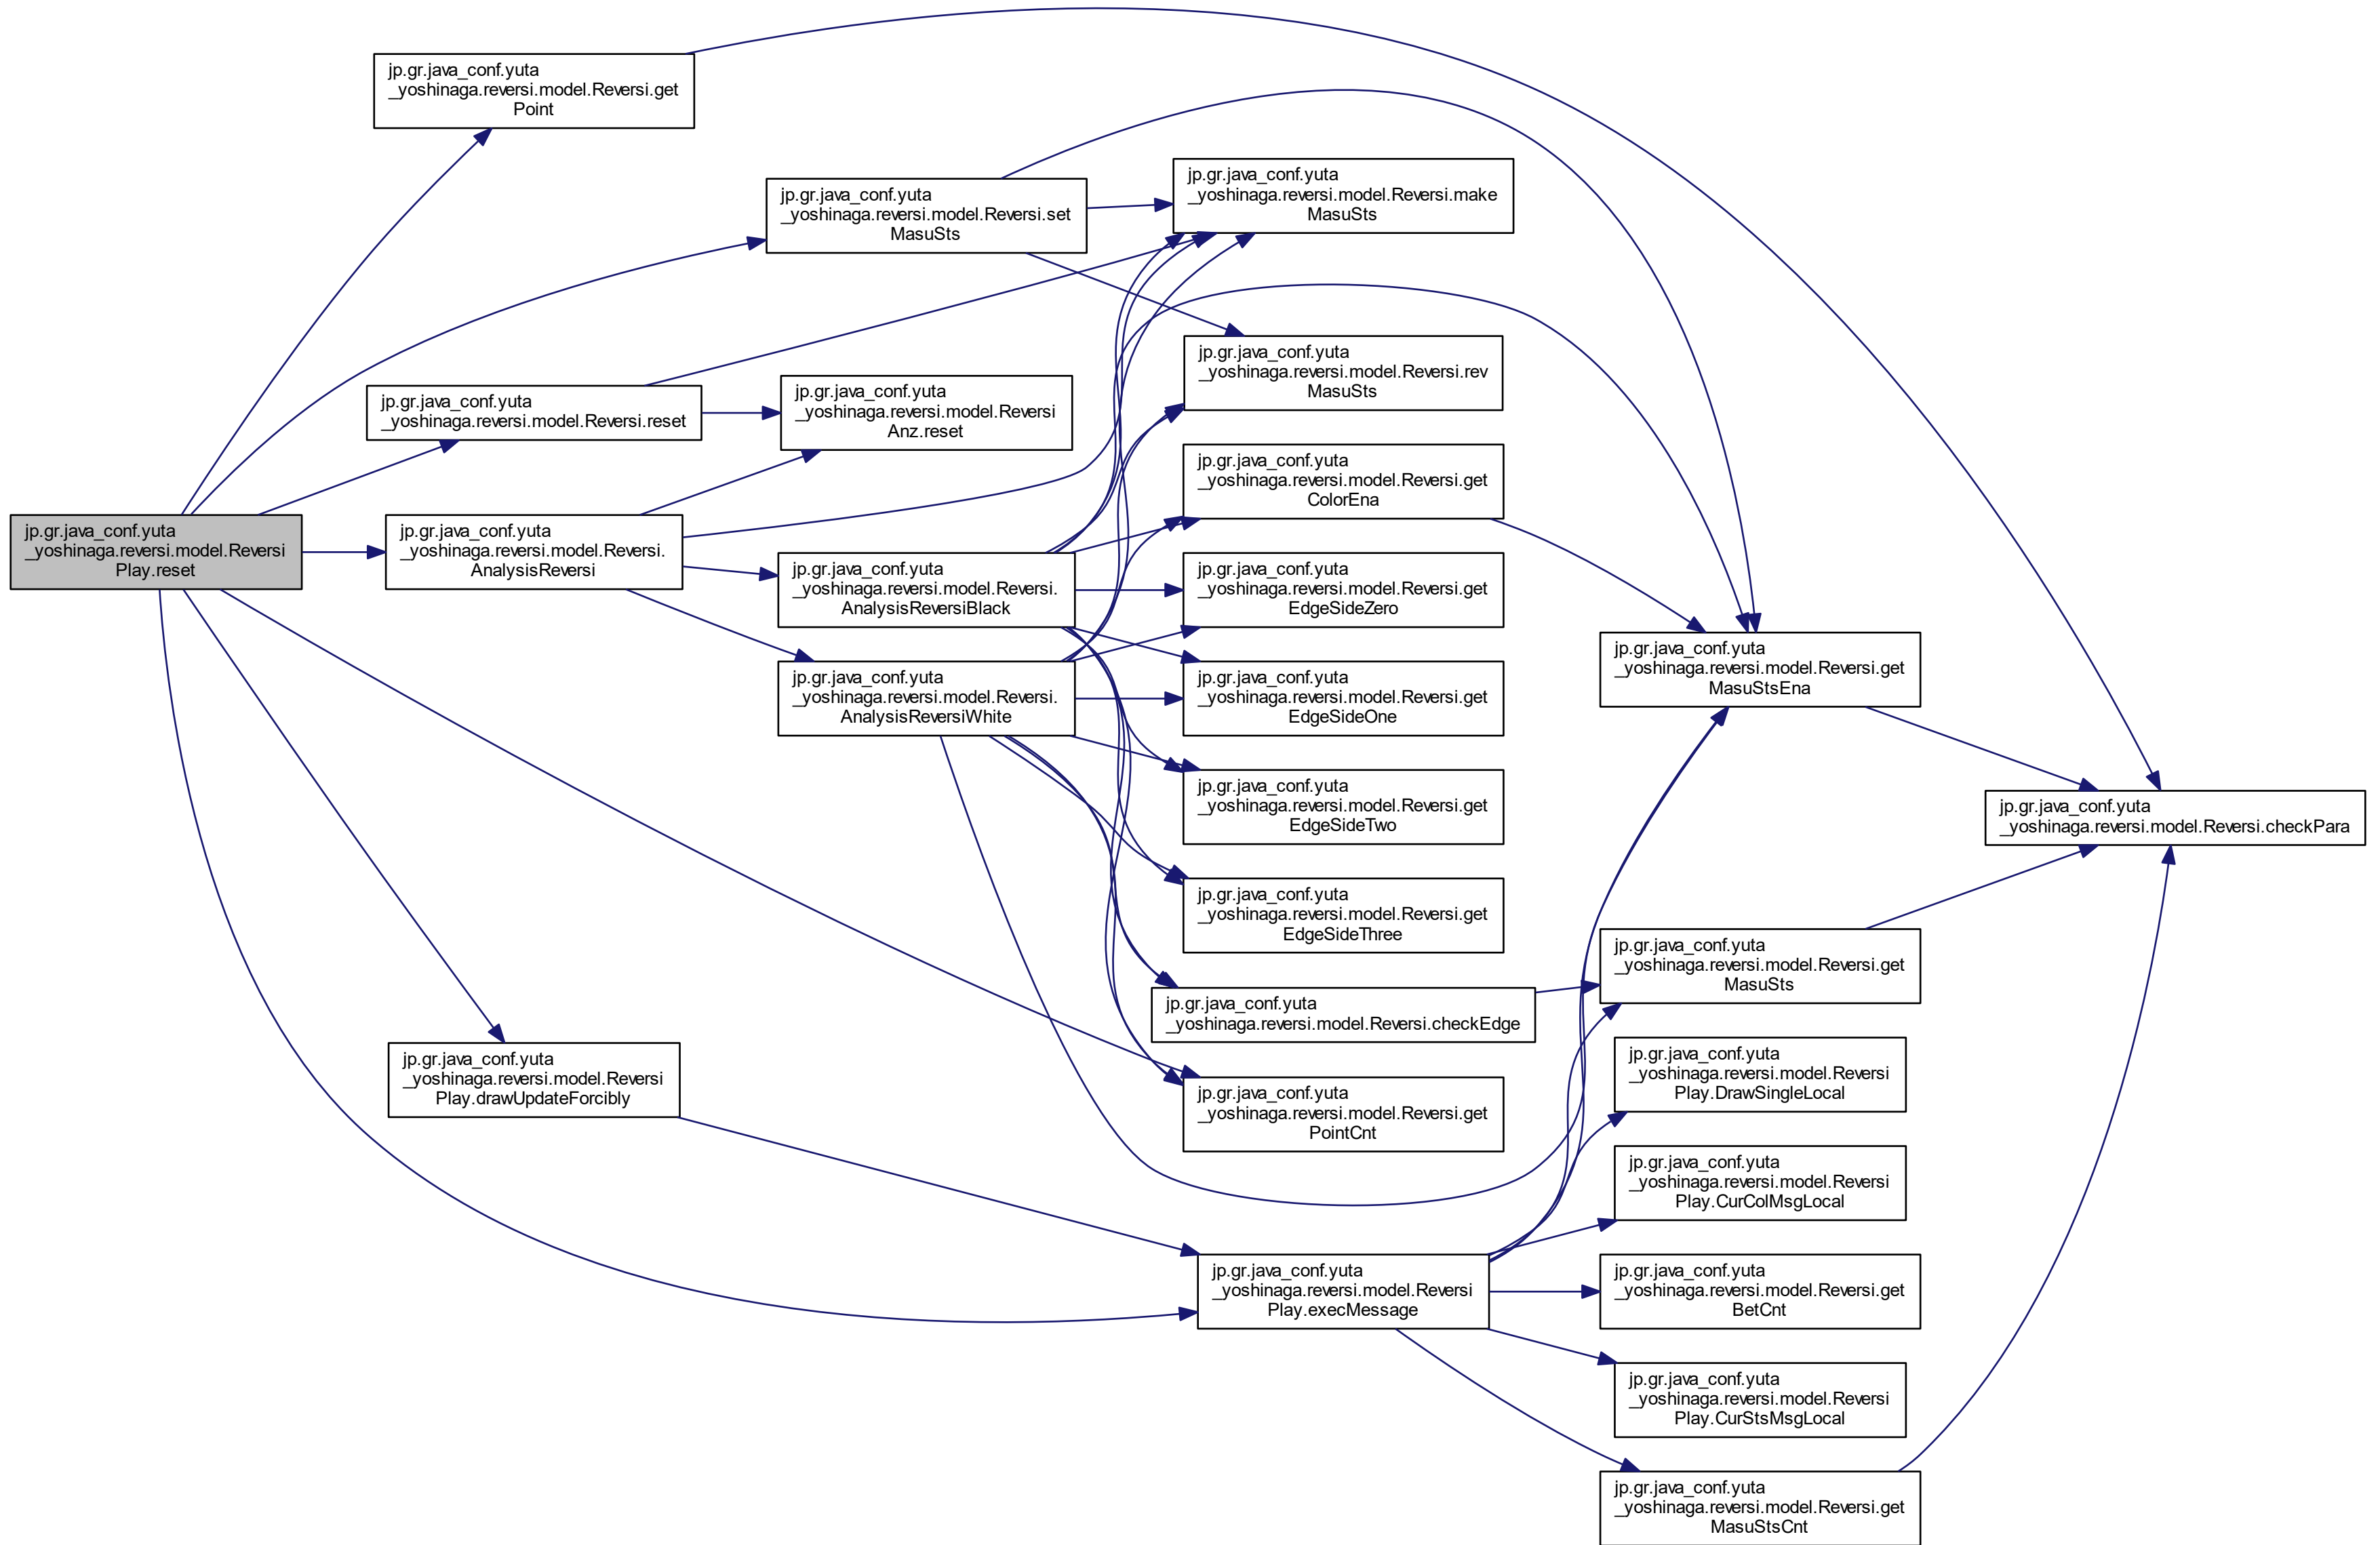 jp.gr.java_conf.yuta
_yoshinaga.reversi.model.Reversi
Play.reset
jp.gr.java_conf.yuta
_yoshinaga.reversi.model.Reversi.get
Point
jp.gr.java_conf.yuta
_yoshinaga.reversi.model.Reversi.reset
jp.gr.java_conf.yuta
_yoshinaga.reversi.model.Reversi.
AnalysisReversi
jp.gr.java_conf.yuta
_yoshinaga.reversi.model.Reversi
Play.drawUpdateForcibly
jp.gr.java_conf.yuta
_yoshinaga.reversi.model.Reversi.set
MasuSts
jp.gr.java_conf.yuta
_yoshinaga.reversi.model.Reversi
Anz.reset
jp.gr.java_conf.yuta
_yoshinaga.reversi.model.Reversi.
AnalysisReversiBlack
jp.gr.java_conf.yuta
_yoshinaga.reversi.model.Reversi.
AnalysisReversiWhite
jp.gr.java_conf.yuta
_yoshinaga.reversi.model.Reversi.make
MasuSts
jp.gr.java_conf.yuta
_yoshinaga.reversi.model.Reversi.rev
MasuSts
jp.gr.java_conf.yuta
_yoshinaga.reversi.model.Reversi.get
ColorEna
jp.gr.java_conf.yuta
_yoshinaga.reversi.model.Reversi.get
EdgeSideZero
jp.gr.java_conf.yuta
_yoshinaga.reversi.model.Reversi.get
EdgeSideOne
jp.gr.java_conf.yuta
_yoshinaga.reversi.model.Reversi.get
EdgeSideTwo
jp.gr.java_conf.yuta
_yoshinaga.reversi.model.Reversi.get
EdgeSideThree
jp.gr.java_conf.yuta
_yoshinaga.reversi.model.Reversi.checkEdge
jp.gr.java_conf.yuta
_yoshinaga.reversi.model.Reversi.get
PointCnt
jp.gr.java_conf.yuta
_yoshinaga.reversi.model.Reversi
Play.execMessage
jp.gr.java_conf.yuta
_yoshinaga.reversi.model.Reversi.get
MasuStsEna
jp.gr.java_conf.yuta
_yoshinaga.reversi.model.Reversi.get
MasuSts
jp.gr.java_conf.yuta
_yoshinaga.reversi.model.Reversi
Play.DrawSingleLocal
jp.gr.java_conf.yuta
_yoshinaga.reversi.model.Reversi
Play.CurColMsgLocal
jp.gr.java_conf.yuta
_yoshinaga.reversi.model.Reversi.get
BetCnt
jp.gr.java_conf.yuta
_yoshinaga.reversi.model.Reversi
Play.CurStsMsgLocal
jp.gr.java_conf.yuta
_yoshinaga.reversi.model.Reversi.get
MasuStsCnt
jp.gr.java_conf.yuta
_yoshinaga.reversi.model.Reversi.checkPara